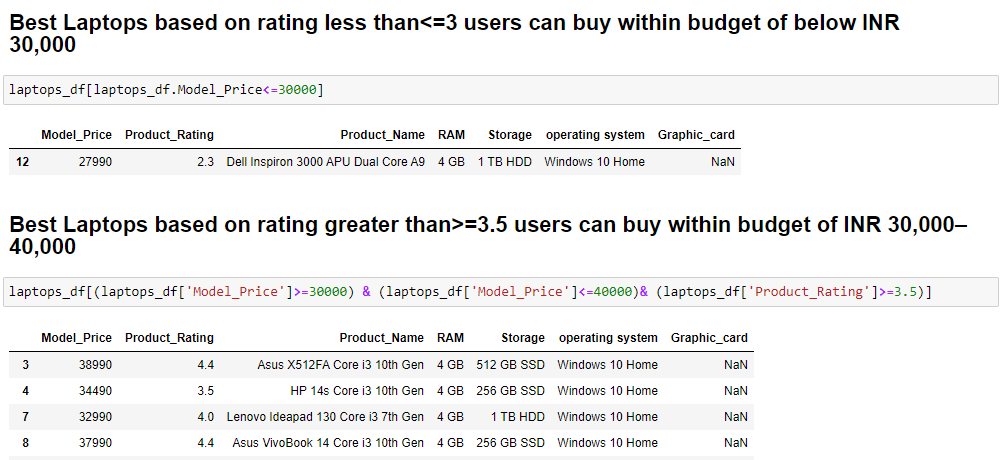 Best Laptops based on rating less than<=3 users can buy within budget of below INR
30,000
laptops_df[laptops_df.Model_Price<=30000]
Model_Price Product_Rating Product_Name RAM Storage operating system Graphic_card
12 27990 2.3 Dell Inspiron 3000 APU Dual Core A9 4 GB 1 TB HDD Windows 10 Home NaN
Best Laptops based on rating greater than>=3.5 users can buy within budget of INR 30,000–
40,000
laptops_df[(laptops_df['Model_Price']>=30000) & (laptops_df['Model_Price']<=40000)& (laptops_df['Product_Rating']>=3.5)]
Model_Price Product_Rating Product_Name RAM Storage operating system Graphic_card
3 38990 4.4 Asus X512FA Core i3 10th Gen 4 GB 512 GB SSD Windows 10 Home NaN
4 34490 3.5 HP 14s Core i3 10th Gen 4 GB 256 GB SSD Windows 10 Home NaN
7 32990 4.0 Lenovo Ideapad 130 Core i3 7th Gen 4 GB 1 TB HDD Windows 10 Home NaN
8 37990 4.4 Asus VivoBook 14 Core i3 10th Gen 4 GB 256 GB SSD Windows 10 Home NaN